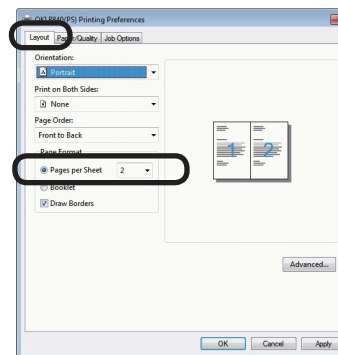 OKI B840(PS) Printing Preferences
Layout Paper/Quality Job Options
Orientation:
Portrait
Print on Both Sides:
None
Page Order:
Front to Back
Page Format
Pages per Sheet 2
Booklet
Draw Borders
1 2
Advanced...
OK Cancel Apply